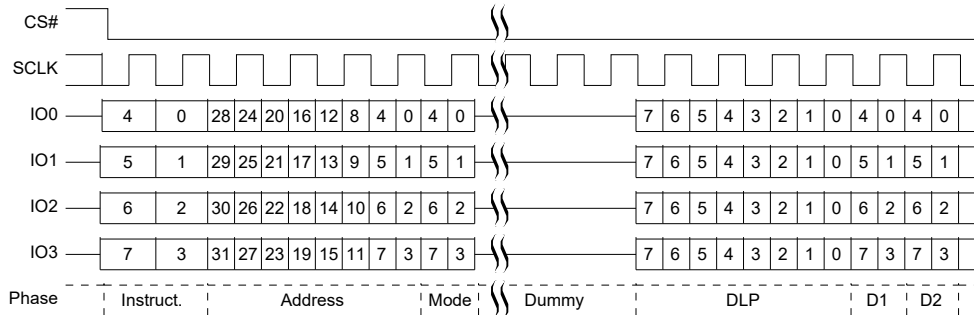 CS#
SCLK
IO0 4 0 28 24 20 16 12 8 4 0 4 0 7 6 5 4 3 2 1 0 4 0 4 0
IO1 5 1 29 25 21 17 13 9 5 1 5 1 7 6 5 4 3 2 1 0 5 1 5 1
IO2 6 2 30 26 22 18 14 10 6 2 6 2 7 6 5 4 3 2 1 0 6 2 6 2
IO3 7 3 31 27 23 19 15 11 7 3 7 3 7 6 5 4 3 2 1 0 7 3 7 3
Phase Instruct. Address Mode Dummy DLP D1 D2